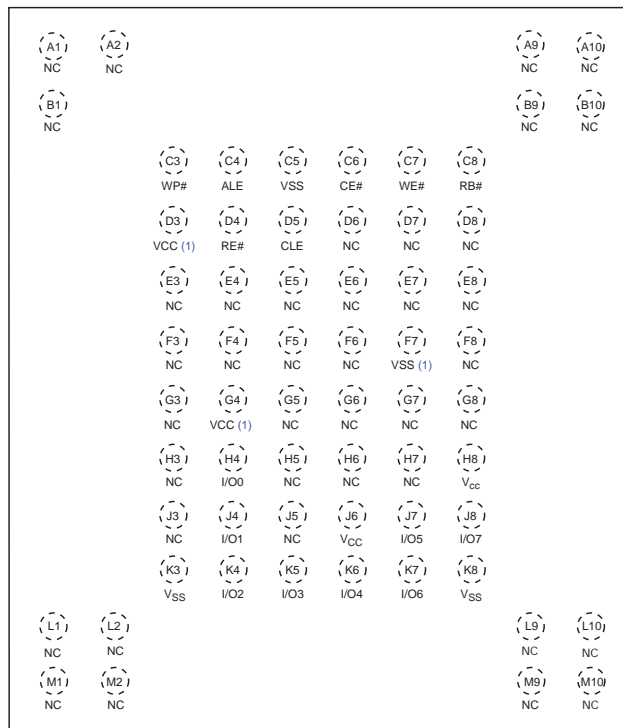 A1 A2 A9 A10
NC NC NC NC
B1 B9 B10
NC NC NC
C3 C4 C5 C6 C7 C8
WP# ALE VSS CE# WE# RB#
D3 D4 D5 D6 D7 D8
VCC (1) RE# CLE NC NC NC
E3 E4 E5 E6 E7 E8
NC NC NC NC NC NC
F3 F4 F5 F6 F7 F8
NC NC NC NC VSS (1) NC
G3 G4 G5 G6 G7 G8
NC VCC (1) NC NC NC NC
H3 H4 H5 H6 H7 H8
NC I/O0 NC NC NC Vcc
J3 J4 J5 J6 J7 J8
NC I/O1 NC VCC I/O5 I/O7
K3 K4 K5 K6 K7 K8
VSS I/O2 I/O3 I/O4 I/O6 VSS
L1 L2 L9 L10
NC NC NC NC
M1 M2 M9 M10
NC NC NC NC